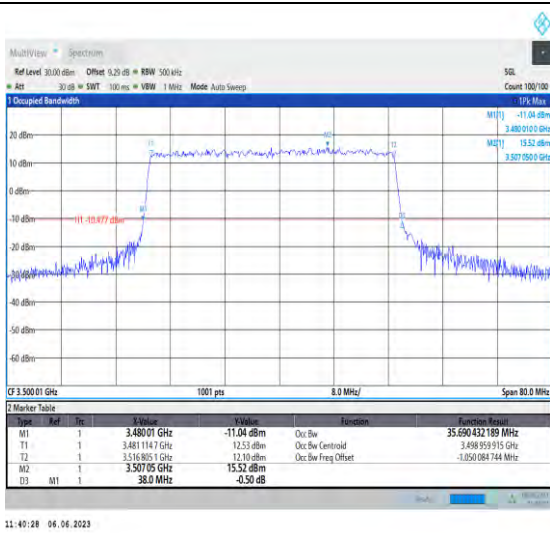 MultiView Spectrum
Ref Level 30.00 dBm Offset 9.29 dB RBW 500 kHz SGL
Att 30 dB SWT 100 ms VBW 1 MHz Mode Auto Sweep Count 100/100
1 Occupied Bandwidth 1Pk Max
M1[1] -11.04 dBm
3.480 010 0 GHz
M2[1] 15.52 dBm
3.507 050 0 GHz
20 dBm
10 dBm
0 dBm
-10 dBm
H1 -10.477 dBm
-20 dBm
-30 dBm
-40 dBm
-50 dBm
-60 dBm
CF 3.500 01 GHz 1001 pts 8.0 MHz/ Span 80.0 MHz
2 Marker Table
Type Ref Trc X-Value Y-Value Function Function Result
M1 1 3.48001 GHz -11.04 dBm Occ Bw 35.690 432 189 MHz
T1 1 3.481 114 7 GHz 12.53 dBm Occ Bw Centroid 3.498 959 915 GHz
T2 1 3.516 805 1 GHz 12.10 dBm Occ Bw Freq Offset -1.050 084 744 MHz
M2 1 3.50705 GHz 15.52 dBm
D3 M1 1 38.0 MHz -0.50 dB
11:40:28 06.06.2023